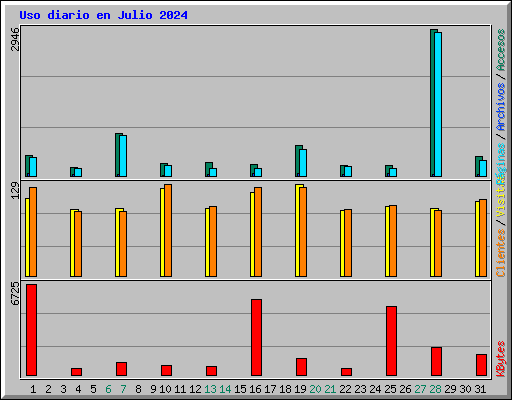 Uso diario en Julio 2024
2946
129
6725
Accesos / Archivos / Páginas
Visitas / Clientes
KBytes
1 2 3 4 5 6 7 8 9 10 11 12 13 14 15 16 17 18 19 20 21 22 23 24 25 26 27 28 29 30 31